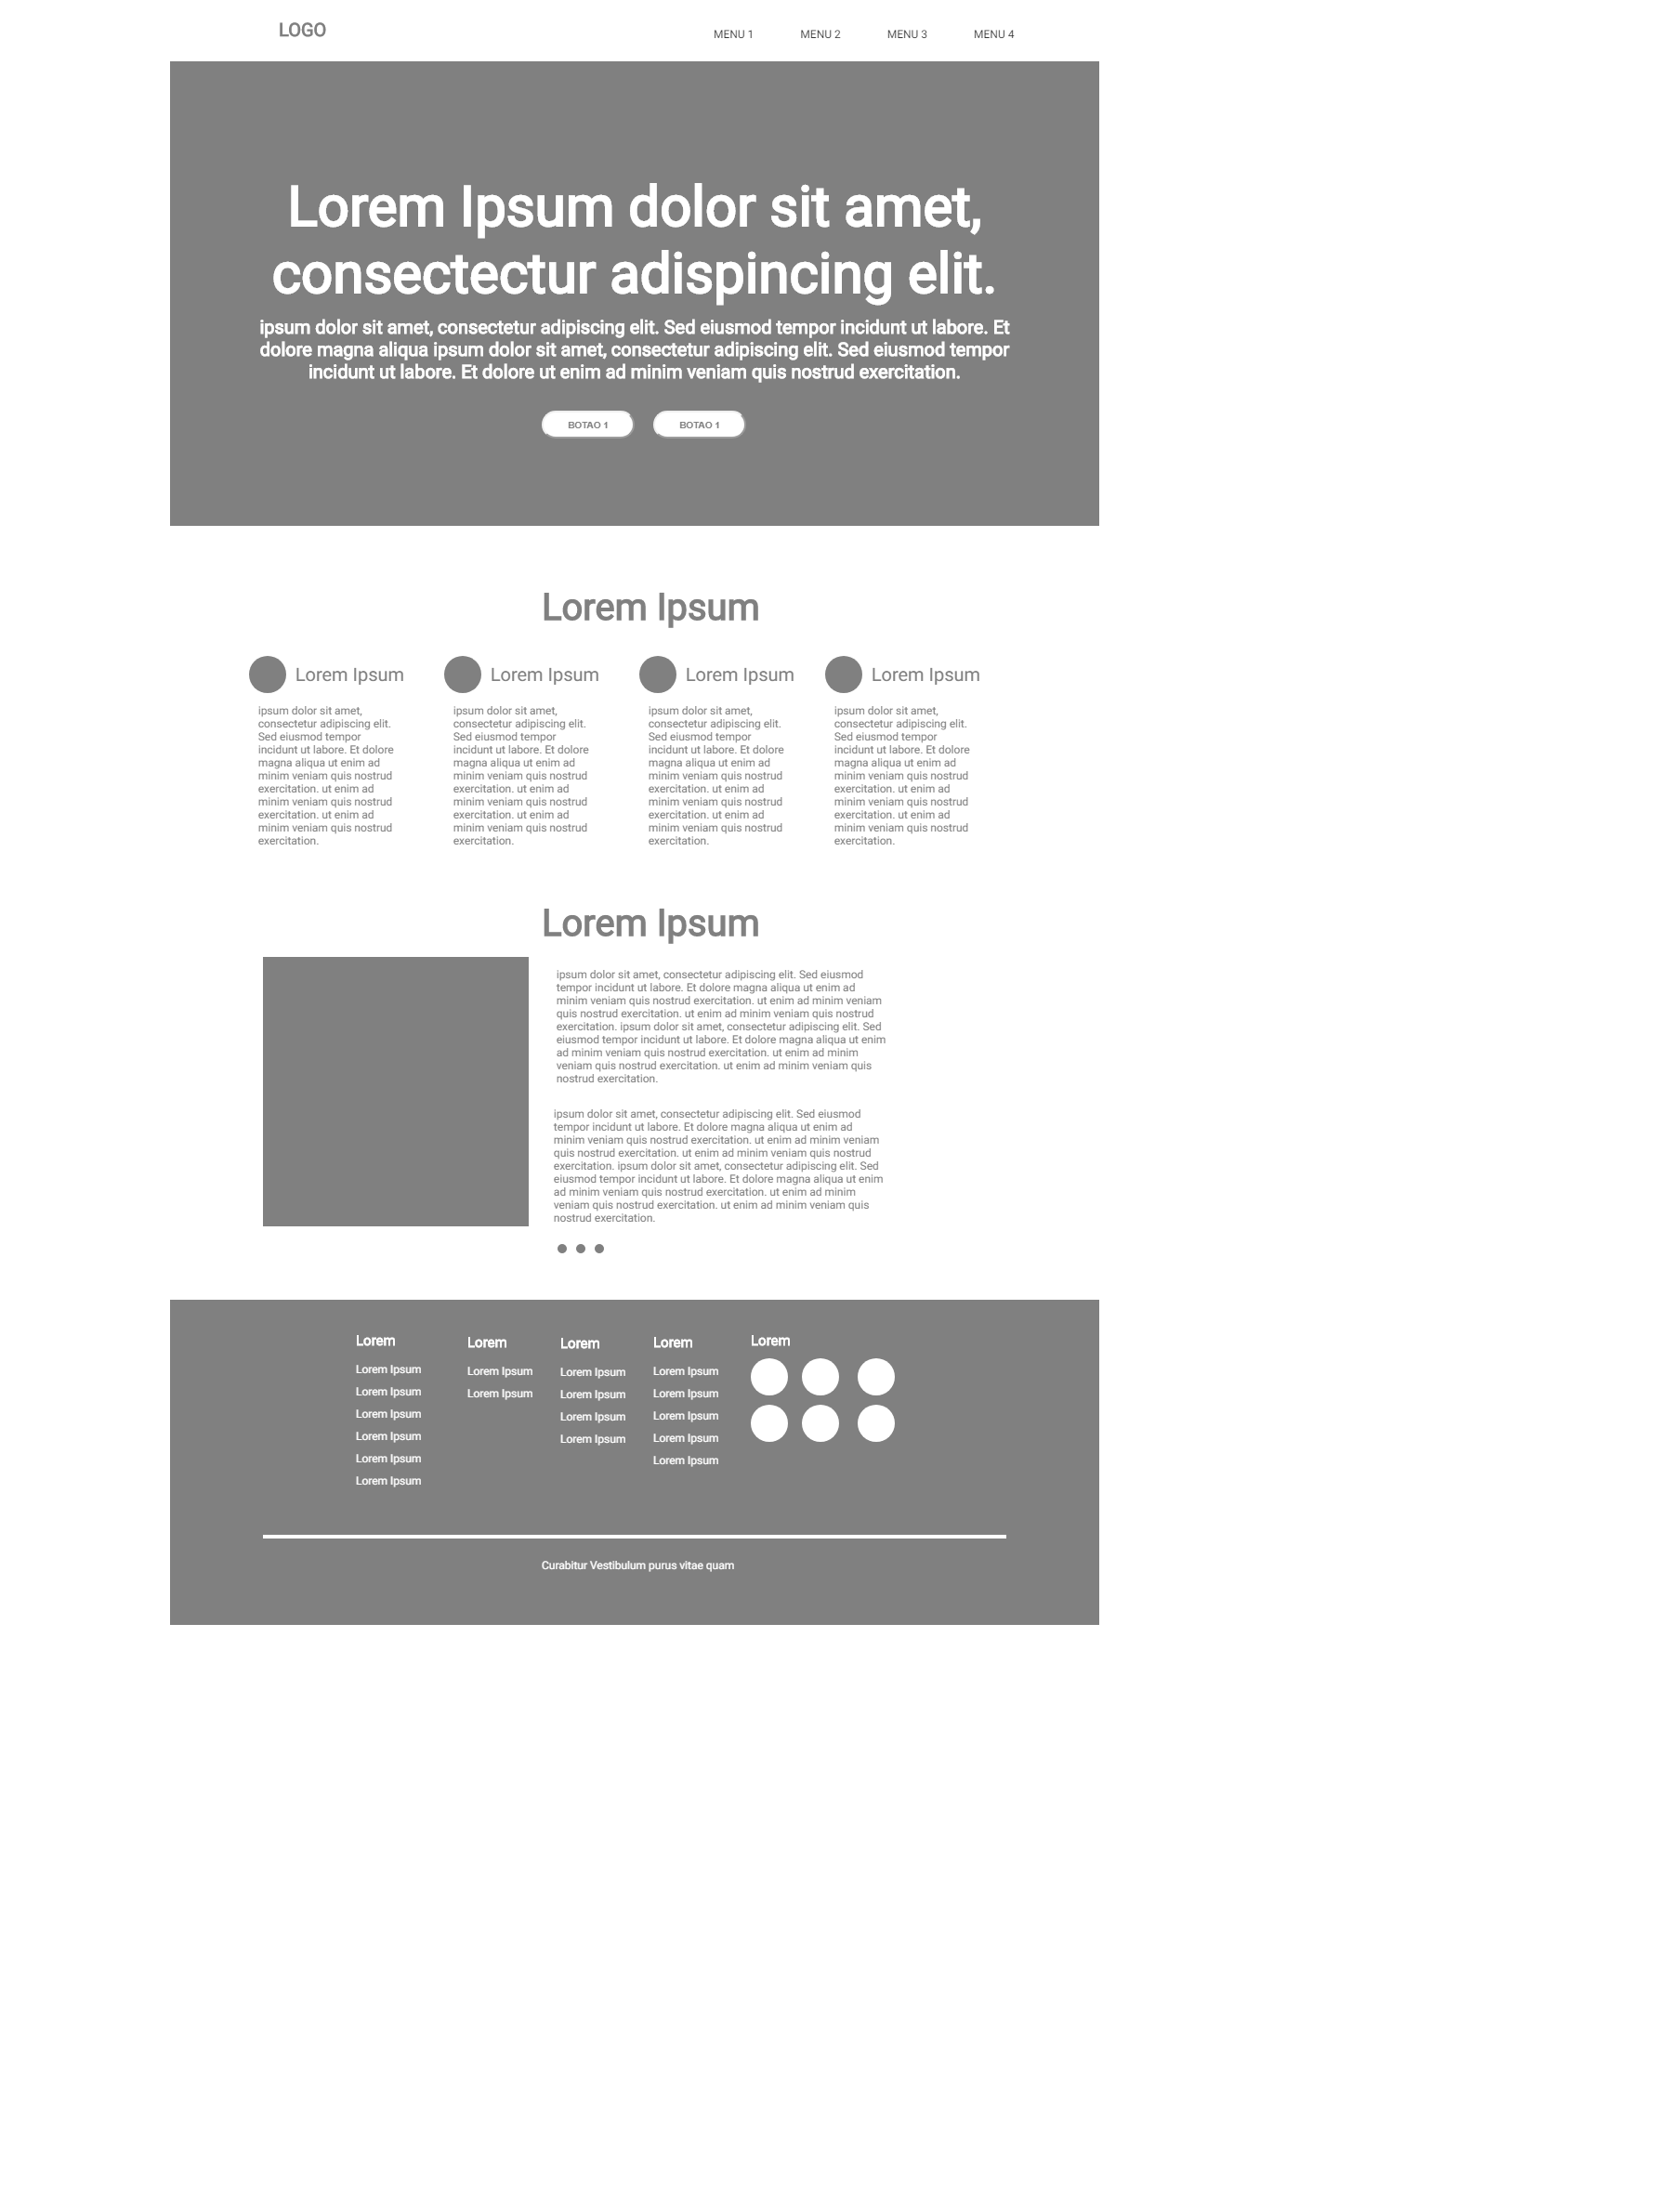 LOGO
MENU 1
MENU 2
MENU 3
MENU 4
Lorem Ipsum dolor sit amet,
consectectur adispincing elit.
ipsum dolor sit amet, consectetur adipiscing elit. Sed eiusmod tempor incidunt ut labore. Et
dolore magna aliqua ipsum dolor sit amet, consectetur adipiscing elit. Sed eiusmod tempor
incidunt ut labore. Et dolore ut enim ad minim veniam quis nostrud exercitation.
BOTAO 1
BOTAO 1
Lorem Ipsum
Lorem Ipsum
ipsum dolor sit amet,
consectetur adipiscing elit.
Sed eiusmod tempor
incidunt ut labore. Et dolore
magna aliqua ut enim ad
minim veniam quis nostrud
exercitation. ut enim ad
minim veniam quis nostrud
exercitation. ut enim ad
minim veniam quis nostrud
exercitation.
Lorem Ipsum
ipsum dolor sit amet,
consectetur adipiscing elit.
Sed eiusmod tempor
incidunt ut labore. Et dolore
magna aliqua ut enim ad
minim veniam quis nostrud
exercitation. ut enim ad
minim veniam quis nostrud
exercitation. ut enim ad
minim veniam quis nostrud
exercitation.
Lorem Ipsum
ipsum dolor sit amet,
consectetur adipiscing elit.
Sed eiusmod tempor
incidunt ut labore. Et dolore
magna aliqua ut enim ad
minim veniam quis nostrud
exercitation. ut enim ad
minim veniam quis nostrud
exercitation. ut enim ad
minim veniam quis nostrud
exercitation.
Lorem Ipsum
ipsum dolor sit amet,
consectetur adipiscing elit.
Sed eiusmod tempor
incidunt ut labore. Et dolore
magna aliqua ut enim ad
minim veniam quis nostrud
exercitation. ut enim ad
minim veniam quis nostrud
exercitation. ut enim ad
minim veniam quis nostrud
exercitation.
Lorem Ipsum
ipsum dolor sit amet, consectetur adipiscing elit. Sed eiusmod
tempor incidunt ut labore. Et dolore magna aliqua ut enim ad
minim veniam quis nostrud exercitation. ut enim ad minim veniam
quis nostrud exercitation. ut enim ad minim veniam quis nostrud
exercitation. ipsum dolor sit amet, consectetur adipiscing elit. Sed
eiusmod tempor incidunt ut labore. Et dolore magna aliqua ut enim
ad minim veniam quis nostrud exercitation. ut enim ad minim
veniam quis nostrud exercitation. ut enim ad minim veniam quis
nostrud exercitation.
ipsum dolor sit amet, consectetur adipiscing elit. Sed eiusmod
tempor incidunt ut labore. Et dolore magna aliqua ut enim ad
minim veniam quis nostrud exercitation. ut enim ad minim veniam
quis nostrud exercitation. ut enim ad minim veniam quis nostrud
exercitation. ipsum dolor sit amet, consectetur adipiscing elit. Sed
eiusmod tempor incidunt ut labore. Et dolore magna aliqua ut enim
ad minim veniam quis nostrud exercitation. ut enim ad minim
veniam quis nostrud exercitation. ut enim ad minim veniam quis
nostrud exercitation.
Lorem
Lorem Ipsum
Lorem Ipsum
Lorem Ipsum
Lorem Ipsum
Lorem Ipsum
Lorem Ipsum
Lorem
Lorem Ipsum
Lorem Ipsum
Lorem
Lorem Ipsum
Lorem Ipsum
Lorem Ipsum
Lorem Ipsum
Lorem
Lorem Ipsum
Lorem Ipsum
Lorem Ipsum
Lorem Ipsum
Lorem Ipsum
Lorem
Curabitur Vestibulum purus vitae quam